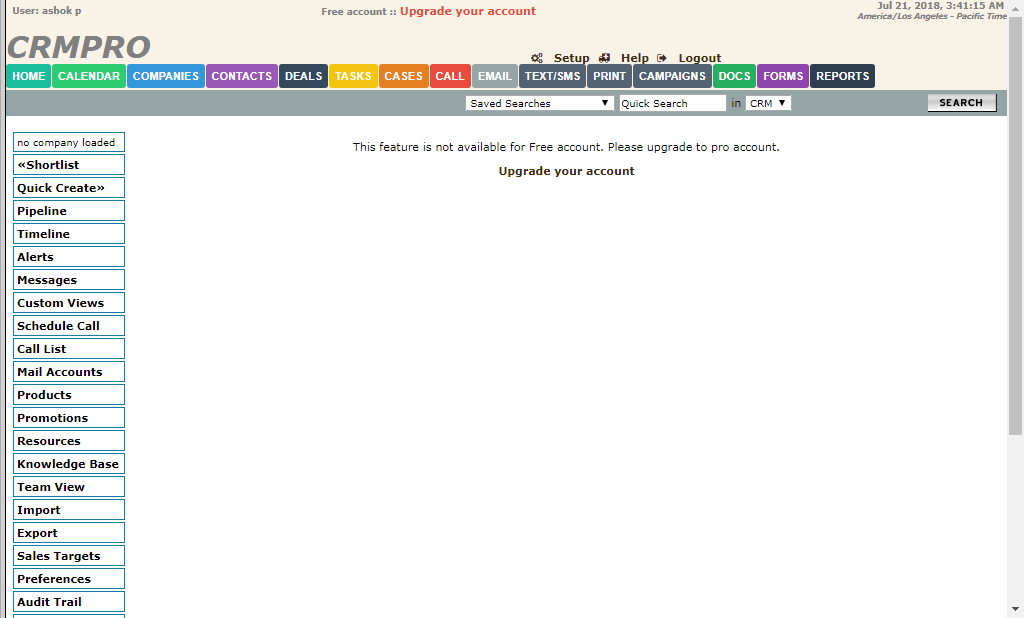 User: ashok p
Free account :: Upgrade your account
Jul 21, 2018, 3:41:15 AM
America/Los Angeles - Pacific Time
CRMPRO
Setup Help Logout
HOME CALENDAR COMPANIES CONTACTS DEALS TASKS CASES CALL EMAIL TEXT/SMS PRINT CAMPAIGNS DOCS FORMS REPORTS
Saved Searches Quick Search in CRM SEARCH
no company loaded
This feature is not available for Free account. Please upgrade to pro account.
Upgrade your account
«Shortlist
Quick Create»
Pipeline
Timeline
Alerts
Messages
Custom Views
Schedule Call
Call List
Mail Accounts
Products
Promotions
Resources
Knowledge Base
Team View
Import
Export
Sales Targets
Preferences
Audit Trail